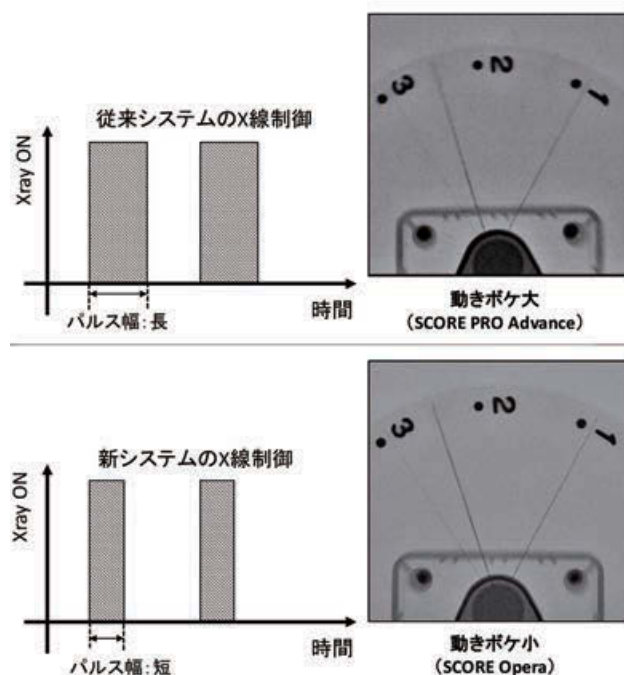 従来システムのX線制御
Xray ON
時間
パルス幅：長
3 2 1
動きボケ大
（SCORE PRO Advance）
新システムのX線制御
Xray ON
時間
パルス幅：短
3 2 1
動きボケ小
（SCORE Opera）